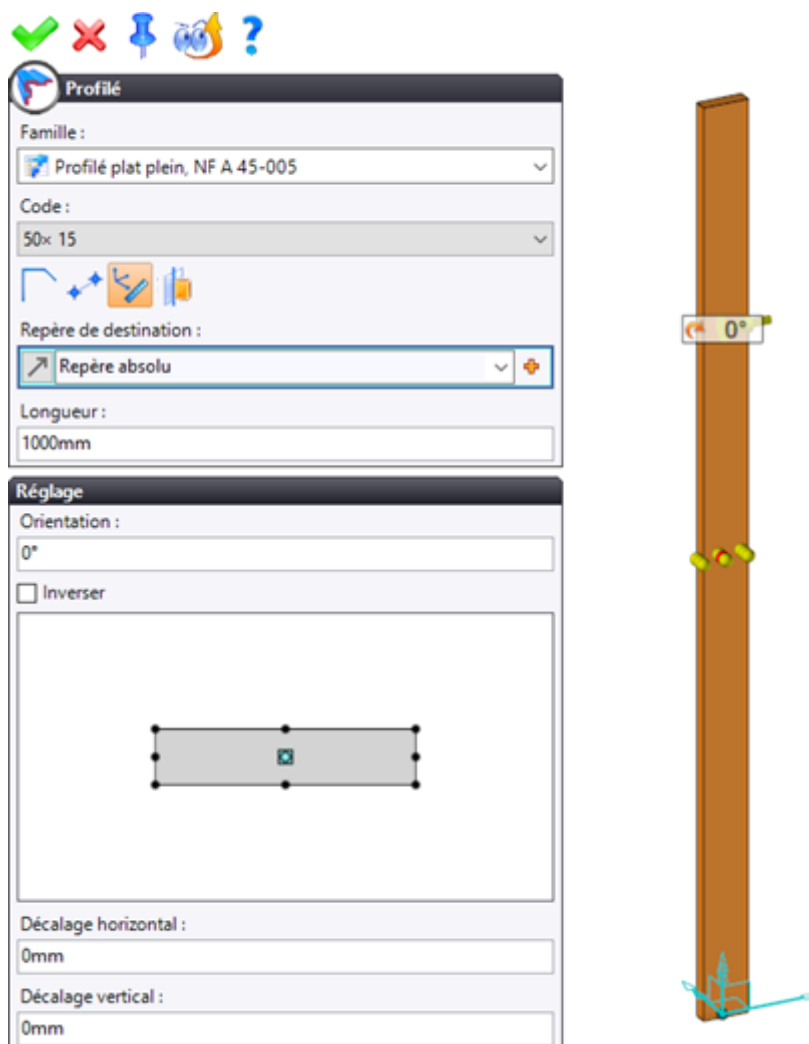 ?
Profilé
Famille :
Profilé plat plein, NF A 45-005
Code :
50× 15
Repère de destination :
Repère absolu
Longueur :
1000mm
0°
Réglage
Orientation :
0°
Inverser
Décalage horizontal :
0mm
Décalage vertical :
0mm